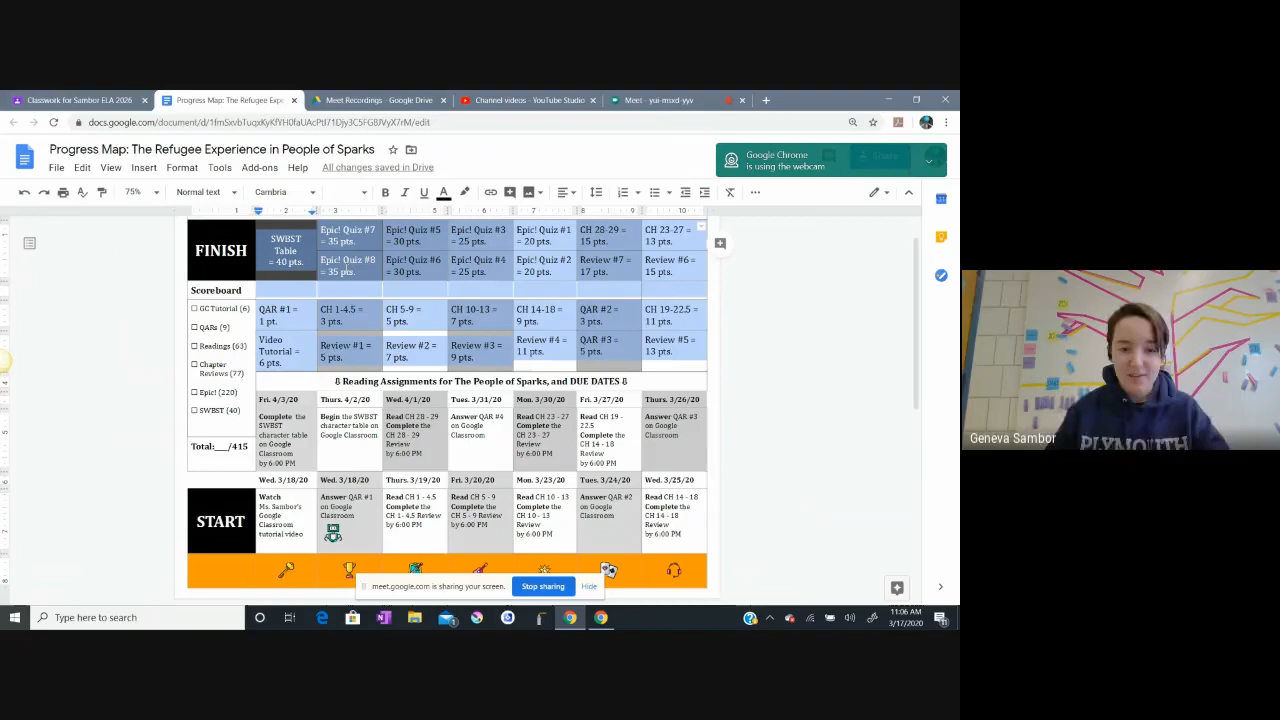 Classwork for Sambor ELA 2026
Progress Map: The Refugee Exp
Meet Recordings - Google Drive
Channel videos - YouTube Studio
Meet - yui-msxd-yyv
Progress Map: The Refugee Experience in People of Sparks
File Edit View Insert Format Tools Add-ons Help All changes saved in Drive
Google Chrome
is using the webcam
Share
75% Normal text Cambria
1 2 3 5 6 7 8 9 10
FINISH
SWBST
Table
= 40 pts.
Epic! Quiz #7
= 35 pts.
Epic! Quiz #8
= 35 pts.
Epic! Quiz #5
= 30 pts.
Epic! Quiz #6
= 30 pts.
Epic! Quiz #3
= 25 pts.
Epic! Quiz #4
= 25 pts.
Epic! Quiz #1
= 20 pts.
Epic! Quiz #2
= 20 pts.
CH 28-29 =
15 pts.
Review #7 =
17 pts.
CH 23-27 =
13 pts.
Review #6 =
15 pts.
Scoreboard
GC Tutorial (6)
QARs (9)
Readings (63)
Chapter
Reviews (77)
Epic! (220)
SWBST (40)
Total:___/415
QAR #1 =
1 pt.
Video
Tutorial =
6 pts.
CH 1-4.5 =
3 pts.
Review #1 =
5 pts.
CH 5-9 =
5 pts.
Review #2 =
7 pts.
CH 10-13 =
7 pts.
Review #3 =
9 pts.
CH 14-18 =
9 pts.
Review #4 =
11 pts.
QAR #2 =
3 pts.
QAR #3 =
5 pts.
CH 19-22.5 =
11 pts.
Review #5 =
13 pts.
⇩ Reading Assignments for The People of Sparks, and DUE DATES ⇩
Fri. 4/3/20
Thurs. 4/2/20
Wed. 4/1/20
Tues. 3/31/20
Mon. 3/30/20
Fri. 3/27/20
Thurs. 3/26/20
Complete the
SWBST
character table
on Google
Classroom
by 6:00 PM
Begin the SWBST
character table on
Google Classroom
Read CH 28 - 29
Complete the
CH 28 - 29
Review
by 6:00 PM
Answer QAR #4
on Google
Classroom
Read CH 23 - 27
Complete the
CH 23 - 27
Review
by 6:00 PM
Read CH 19 -
22.5
Complete the
CH 14 - 18
Review
by 6:00 PM
Answer QAR #3
on Google
Classroom
START
Wed. 3/18/20
Wed. 3/18/20
Thurs. 3/19/20
Fri. 3/20/20
Mon. 3/23/20
Tues. 3/24/20
Wed. 3/25/20
Watch
Ms. Sambor's
Google
Classroom
tutorial video
Answer QAR #1
on Google
Classroom
Read CH 1 - 4.5
Complete the
CH 1-4.5 Review
by 6:00 PM
Read CH 5 - 9
Complete the
CH 5 - 9 Review
by 6:00 PM
Read CH 10 - 13
Complete the
CH 10 - 13
Review
by 6:00 PM
Answer QAR #2
on Google
Classroom
Read CH 14 - 18
Complete the
CH 14 - 18
Review
by 6:00 PM
meet.google.com is sharing your screen. Stop sharing Hide
Type here to search
11:06 AM
3/17/2020
Geneva Sambor
PLYMOUTH